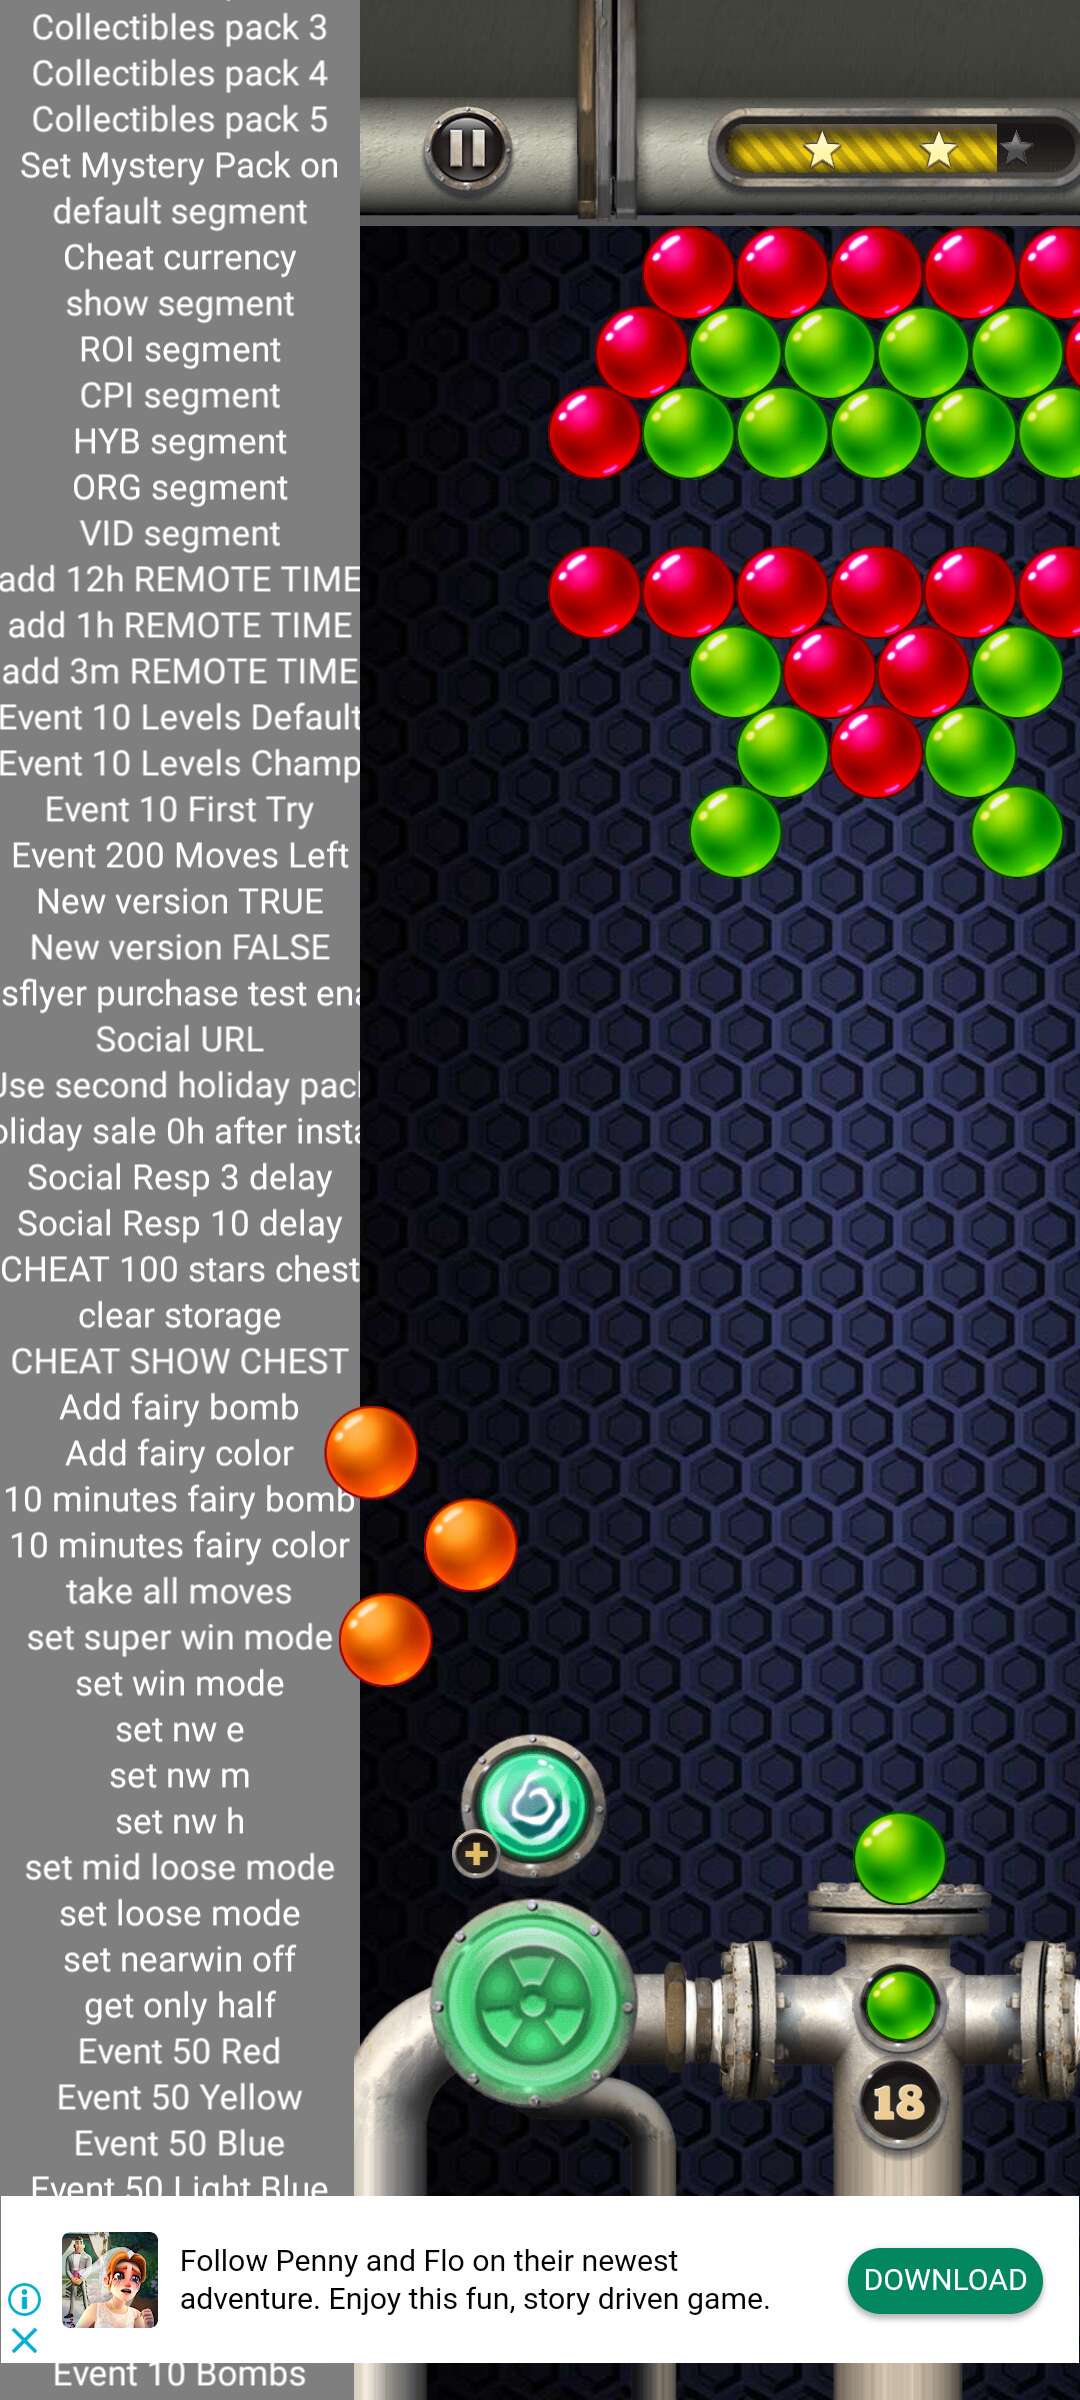 Collectibles pack 3
Collectibles pack 4
Collectibles pack 5
Set Mystery Pack on
default segment
Cheat currency
show segment
ROI segment
CPI segment
HYB segment
ORG segment
VID segment
add 12h REMOTE TIME
add 1h REMOTE TIME
add 3m REMOTE TIME
Event 10 Levels Default
Event 10 Levels Champ
Event 10 First Try
Event 200 Moves Left
New version TRUE
New version FALSE
sflyer purchase test ena
Social URL
Use second holiday pac
oliday sale 0h after insta
Social Resp 3 delay
Social Resp 10 delay
CHEAT 100 stars chest
clear storage
CHEAT SHOW CHEST
Add fairy bomb
Add fairy color
10 minutes fairy bomb
10 minutes fairy color
take all moves
set super win mode
set win mode
set nw e
set nw m
set nw h
set mid loose mode
set loose mode
set nearwin off
get only half
Event 50 Red
Event 50 Yellow
Event 50 Blue
Event 50 Light Blue
18
Follow Penny and Flo on their newest
adventure. Enjoy this fun, story driven game.
DOWNLOAD
Event 10 Bombs